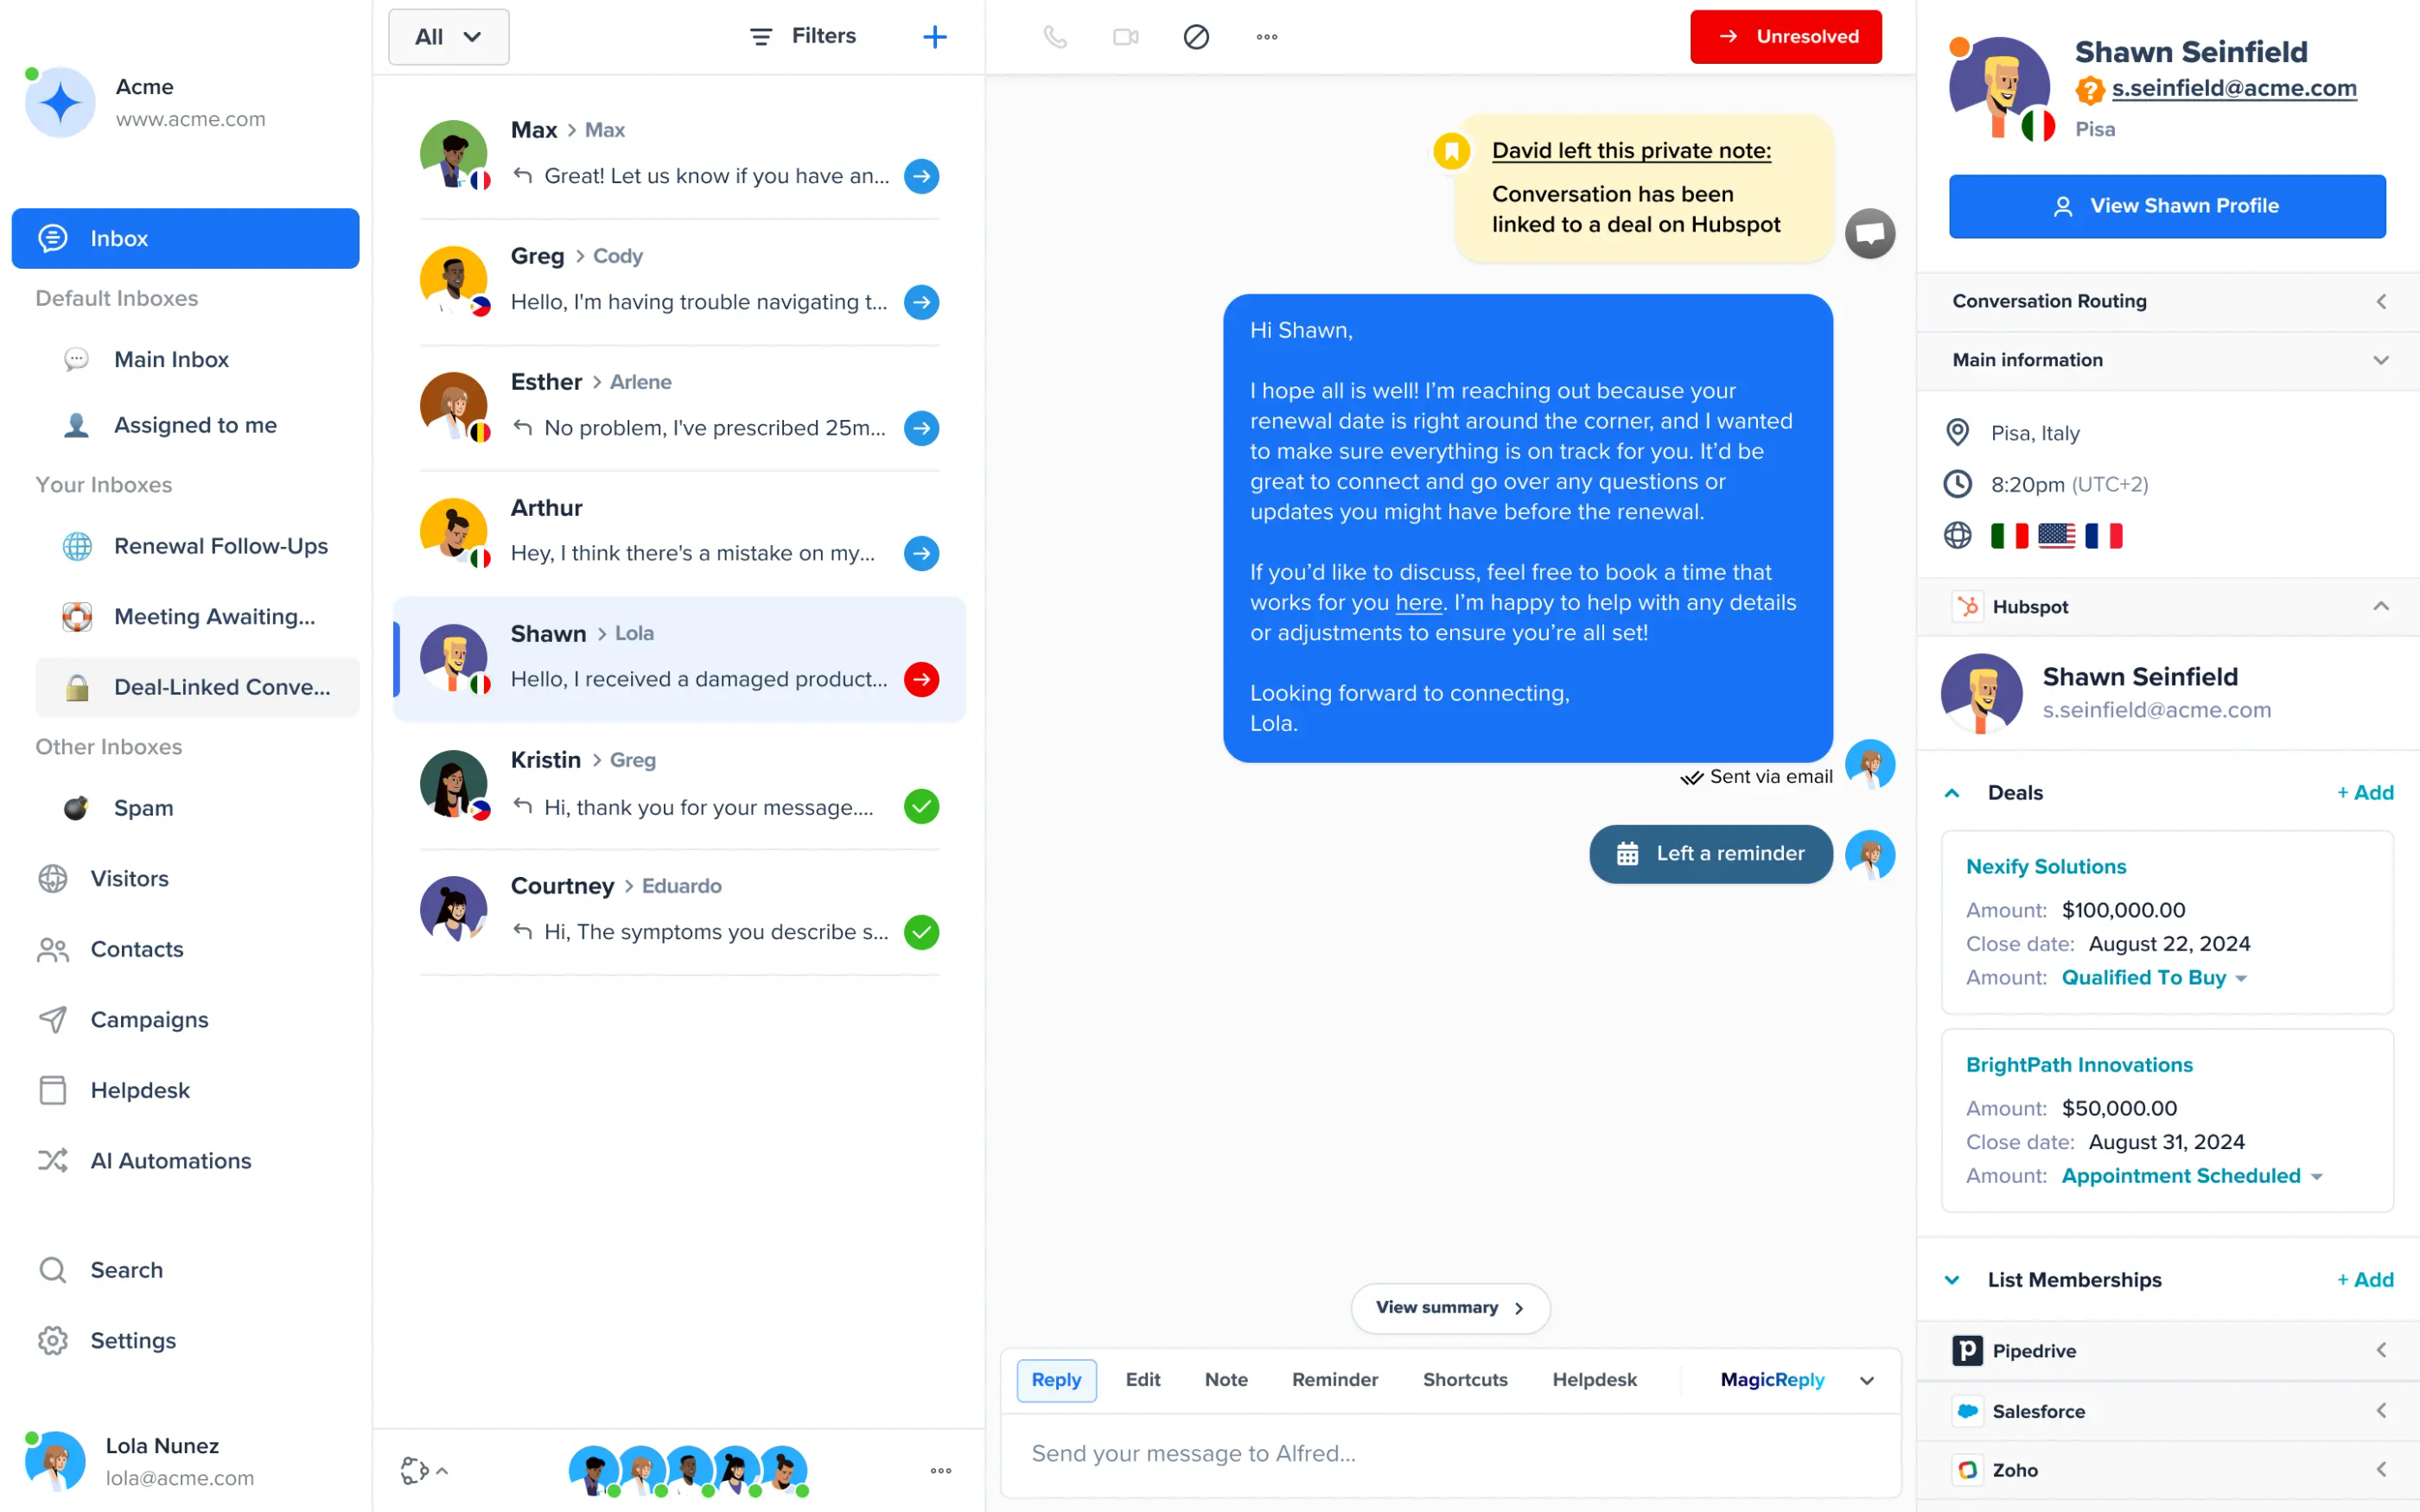 Acme
www.acme.com
Inbox
Default Inboxes
Main Inbox
Assigned to me
Your Inboxes
Renewal Follow-Ups
Meeting Awaiting...
Deal-Linked Conve...
Other Inboxes
Spam
Visitors
Contacts
Campaigns
Helpdesk
AI Automations
Search
Settings
Lola Nunez
lola@acme.com
All
Filters
Max > Max
Great! Let us know if you have an...
Greg > Cody
Hello, I'm having trouble navigating t...
Esther > Arlene
No problem, I've prescribed 25m...
Arthur
Hey, I think there's a mistake on my...
Shawn > Lola
Hello, I received a damaged product...
Kristin > Greg
Hi, thank you for your message....
Courtney > Eduardo
Hi, The symptoms you describe s...
Unresolved
David left this private note:
Conversation has been
linked to a deal on Hubspot
Hi Shawn,
I hope all is well! I’m reaching out because your
renewal date is right around the corner, and I wanted
to make sure everything is on track for you. It’d be
great to connect and go over any questions or
updates you might have before the renewal.
If you’d like to discuss, feel free to book a time that
works for you here. I’m happy to help with any details
or adjustments to ensure you’re all set!
Looking forward to connecting,
Lola.
Sent via email
Left a reminder
View summary >
Reply Edit Note Reminder Shortcuts Helpdesk MagicReply
Send your message to Alfred...
Shawn Seinfield
? s.seinfield@acme.com
Pisa
View Shawn Profile
Conversation Routing
Main information
Pisa, Italy
8:20pm (UTC+2)
Hubspot
Shawn Seinfield
s.seinfield@acme.com
Deals + Add
Nexify Solutions
Amount: $100,000.00
Close date: August 22, 2024
Amount: Qualified To Buy
BrightPath Innovations
Amount: $50,000.00
Close date: August 31, 2024
Amount: Appointment Scheduled
List Memberships + Add
p Pipedrive
Salesforce
Zoho